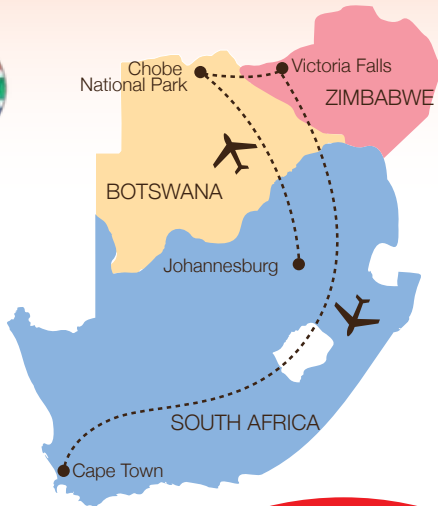 Chobe
National Park
Victoria Falls
ZIMBABWE
BOTSWANA
Johannesburg
SOUTH AFRICA
Cape Town